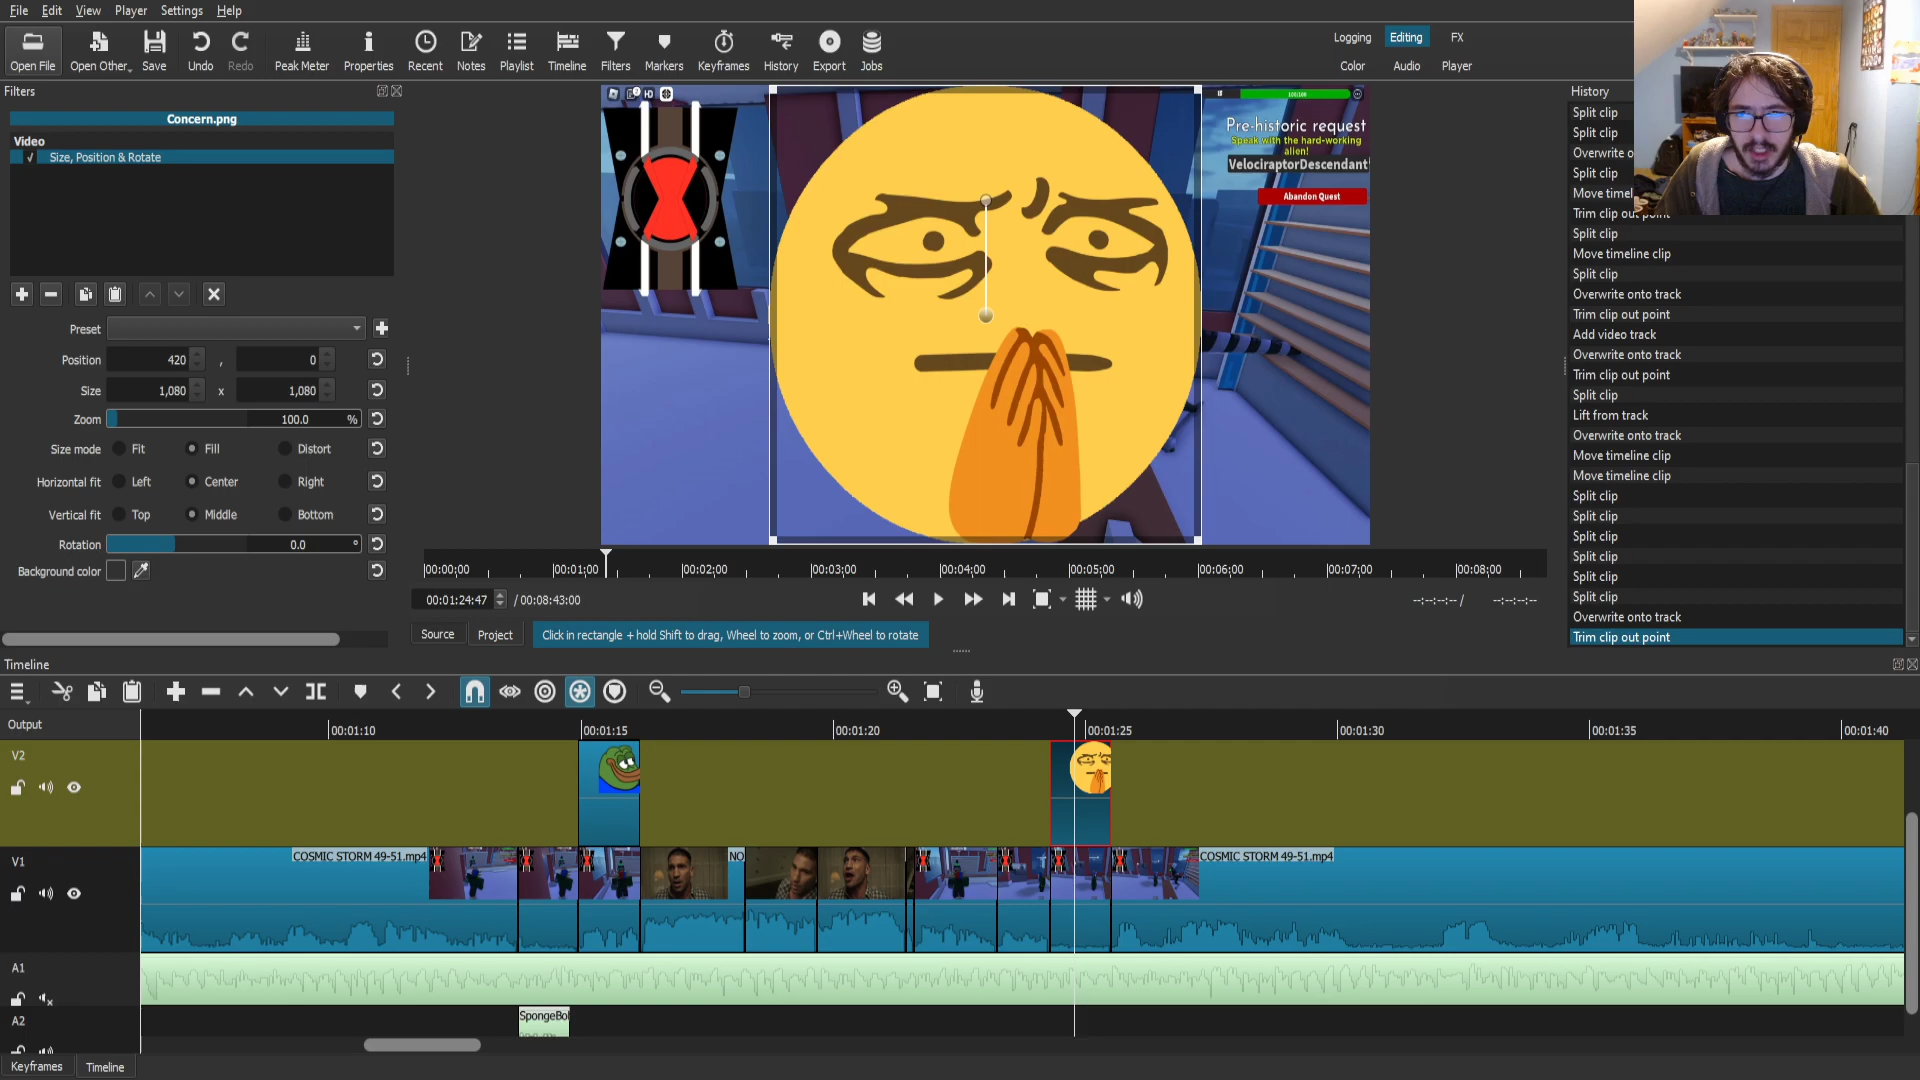 File Edit View Player Settings Help
Open File Open Other... Save Undo Redo Peak Meter Properties Recent Notes Playlist Timeline Filters Markers Keyframes History Export Jobs
Logging Editing FX
Color Audio Player
Filters
Concern.png
Video
✓ Size, Position & Rotate
Preset
Position 420 , 0
Size 1,080 x 1,080
Zoom 100.0 %
Size mode Fit Fill Distort
Horizontal fit Left Center Right
Vertical fit Top Middle Bottom
Rotation 0.0 °
Background color
HD
100/100
Pre-historic request
Speak with the hard-working
alien!
VelociraptorDescendant
Abandon Quest
00:00:00 00:01:00 00:02:00 00:03:00 00:04:00 00:05:00 00:06:00 00:07:00 00:08:00
00:01:24:47 / 00:08:43:00 --:--:--:-- / --:--:--:--
Source Project Click in rectangle + hold Shift to drag, Wheel to zoom, or Ctrl+Wheel to rotate
History
Split clip
Split clip
Overwrite o
Split clip
Move timel
Trim clip out point
Split clip
Move timeline clip
Split clip
Overwrite onto track
Trim clip out point
Add video track
Overwrite onto track
Trim clip out point
Split clip
Lift from track
Overwrite onto track
Move timeline clip
Move timeline clip
Split clip
Split clip
Split clip
Split clip
Split clip
Split clip
Overwrite onto track
Trim clip out point
Timeline
Output
00:01:10 00:01:15 00:01:20 00:01:25 00:01:30 00:01:35 00:01:40
V2
V1
COSMIC STORM 49-51.mp4 NO COSMIC STORM 49-51.mp4
A1
A2
SpongeBo
Keyframes Timeline